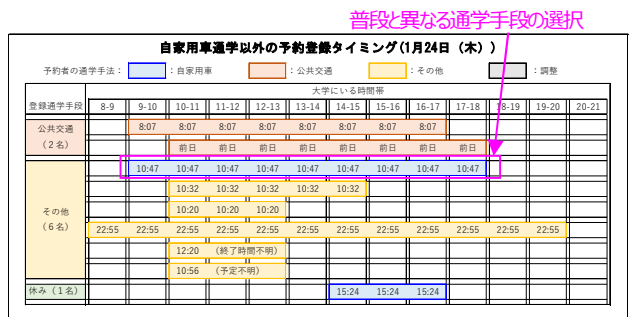 普段と異なる通学手段の選択
自家用車通学以外の予約登録タイミング(1月24日（木）)
予約者の通学手法： ：自家用車 ：公共交通 ：その他 ：調整
大学にいる時間帯
登録通学手段 8-9 9-10 10-11 11-12 12-13 13-14 14-15 15-16 16-17 17-18 18-19 19-20 20-21
公共交通
（2名）
8:07 8:07 8:07 8:07 8:07 8:07 8:07 8:07
前日 前日 前日 前日 前日 前日 前日 前日
その他
（6名）
10:47 10:47 10:47 10:47 10:47 10:47 10:47 10:47 10:47
10:32 10:32 10:32 10:32 10:32
10:20 10:20 10:20
22:55 22:55 22:55 22:55 22:55 22:55 22:55 22:55 22:55 22:55 22:55 22:55
12:20 （終了時間不明）
10:56 （予定不明）
休み（1名） 15:24 15:24 15:24